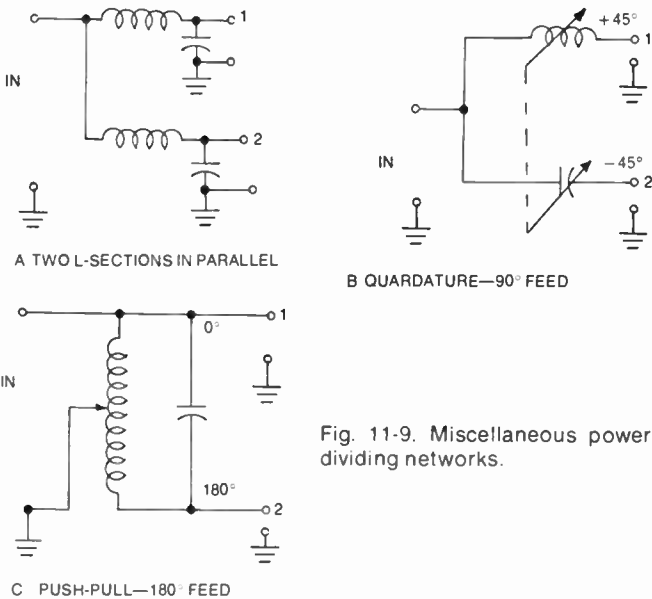 1
IN
2
A TWO L-SECTIONS IN PARALLEL
+45°
1
IN
-45°
2
B QUARDATURE—90° FEED
0°
1
IN
180°
2
C PUSH-PULL—180° FEED
Fig. 11-9. Miscellaneous power
dividing networks.